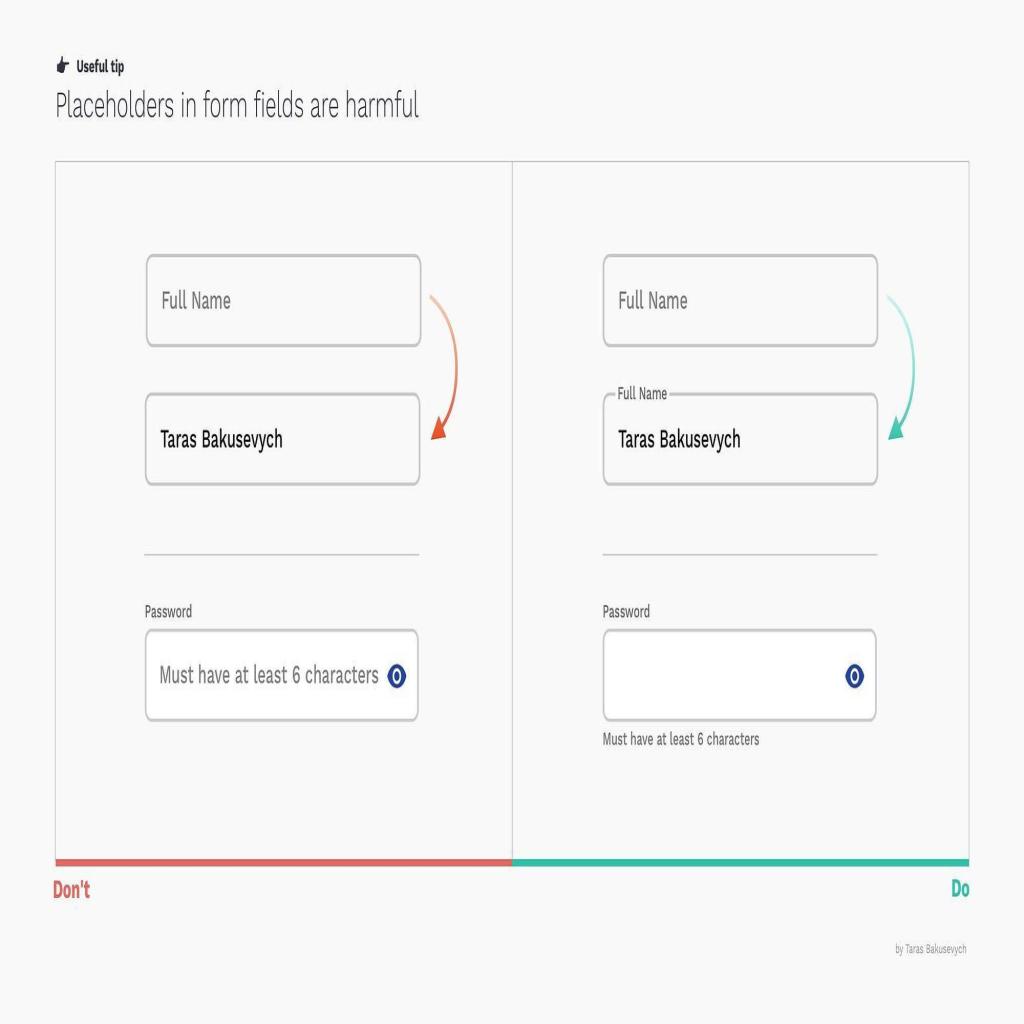 Useful tip
Placeholders in form fields are harmful
Full Name
Taras Bakusevych
Password
Must have at least 6 characters
Full Name
Full Name
Taras Bakusevych
Password
Must have at least 6 characters
Don't
Do
by Taras Bakusevych